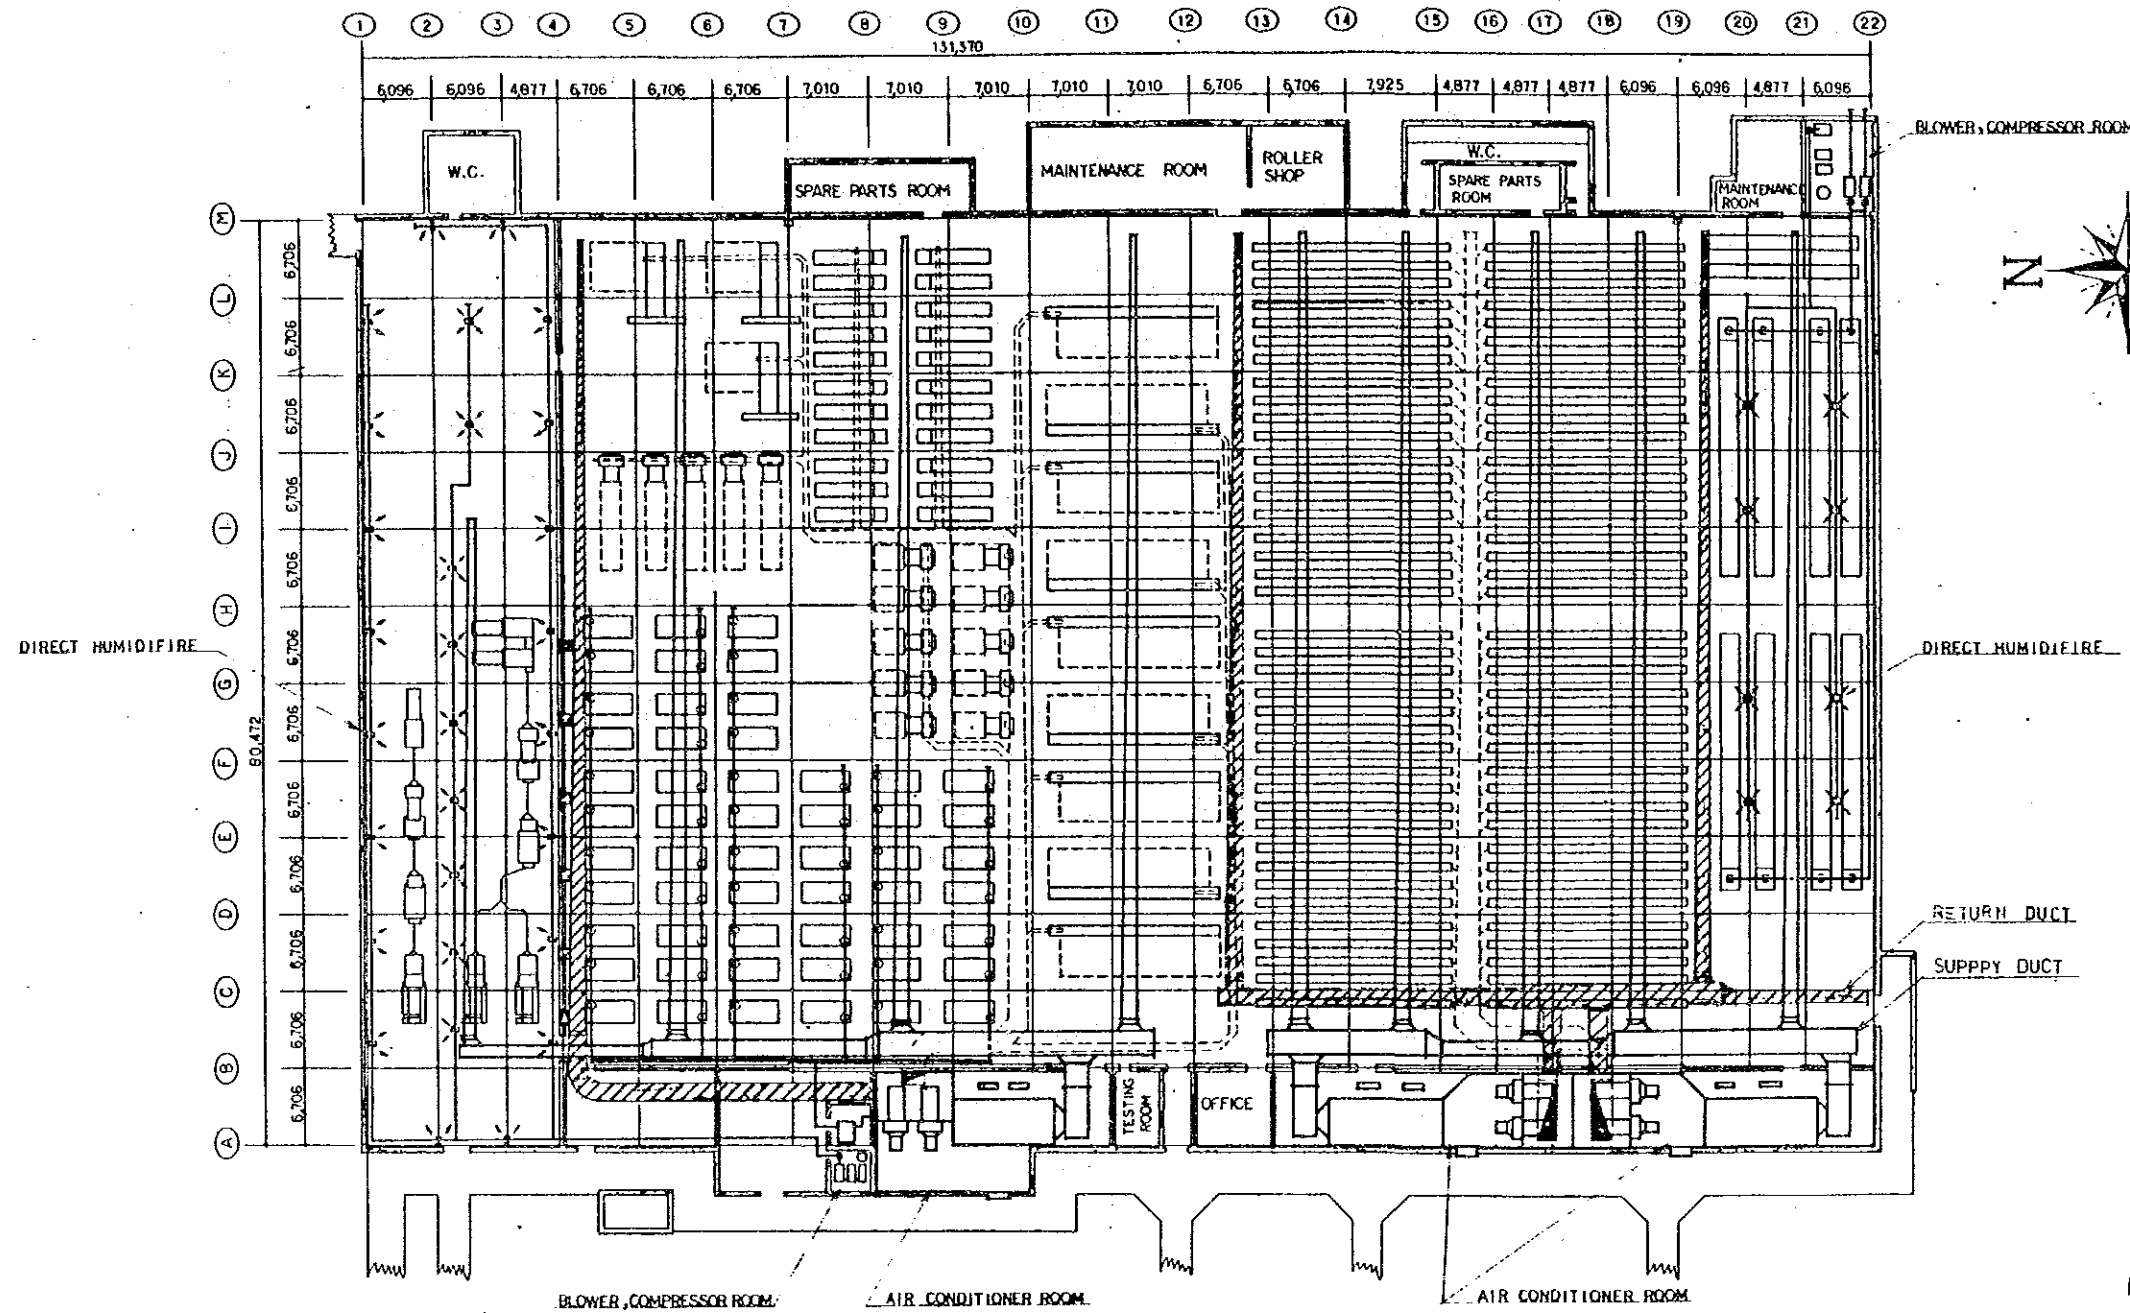 1 2 3 4 5 6 7 8 9 10 11 12 13 14 15 16 17 18 19 20 21 22
131,370
6,096 6,096 4,877 6,706 6,706 6,706 7,010 7,010 7,010 7,010 7,010 6,706 6,706 7,925 4,877 4,877 4,877 6,096 6,096 4,877 6,096
BLOWER, COMPRESSOR ROOM
W.C.
SPARE PARTS ROOM
MAINTENANCE ROOM
ROLLER
SHOP
W.C.
SPARE PARTS
ROOM
MAINTENANCE
ROOM
M
6,706
L
6,706
K
6,706
J
6,706
I
6,706
H
6,706
G
6,706
F
6,706
E
6,706
D
6,706
C
6,706
B
6,706
A
80,472
N
DIRECT HUMIDIFIRE
DIRECT HUMIDIFIRE
RETURN DUCT
SUPPPY DUCT
TESTING
ROOM
OFFICE
BLOWER, COMPRESSOR ROOM
AIR CONDITIONER ROOM
AIR CONDITIONER ROOM